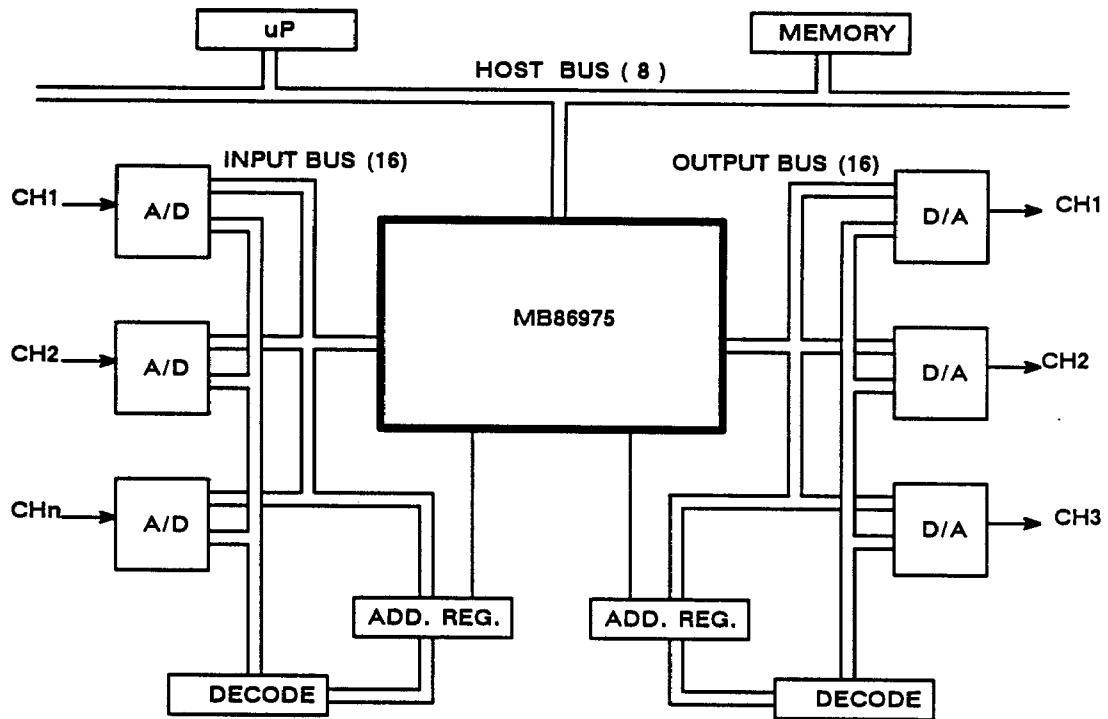 uP
MEMORY
HOST BUS ( 8 )
INPUT BUS (16)
OUTPUT BUS (16)
CH1
A/D
D/A
CH1
MB86975
CH2
A/D
D/A
CH2
CHn
A/D
D/A
CH3
ADD. REG.
ADD. REG.
DECODE
DECODE